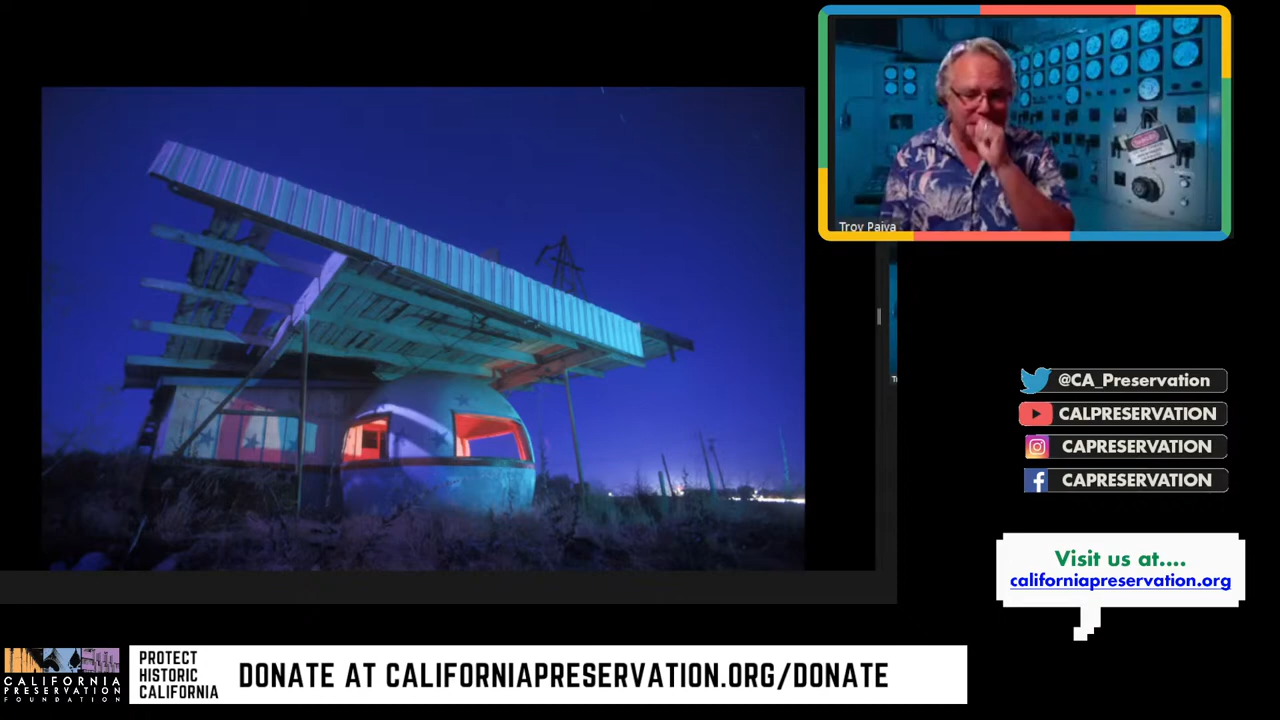 Troy Paiva
@CA_Preservation
CALPRESERVATION
CAPRESERVATION
CAPRESERVATION
Visit us at....
californiapreservation.org
CALIFORNIA
PRESERVATION
FOUNDATION
PROTECT
HISTORIC
CALIFORNIA
DONATE AT CALIFORNIAPRESERVATION.ORG/DONATE